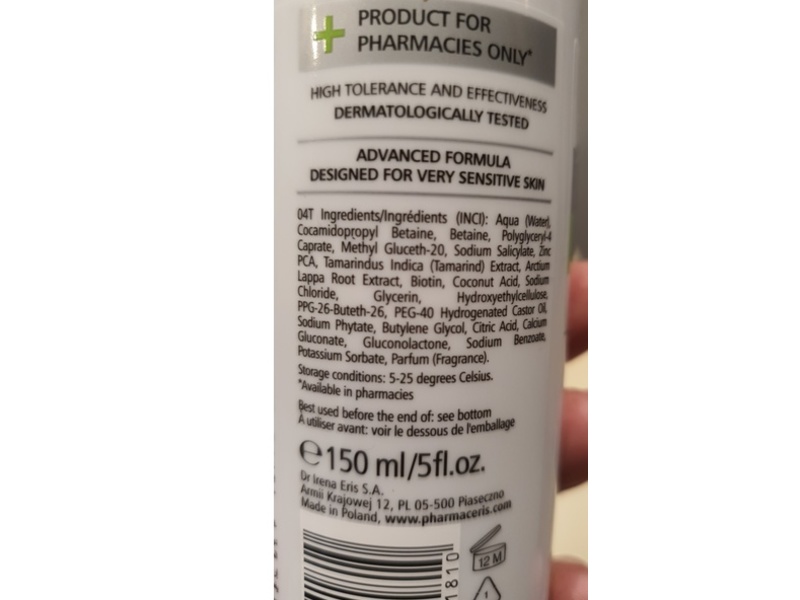 PRODUCT FOR
PHARMACIES ONLY*
HIGH TOLERANCE AND EFFECTIVENESS
DERMATOLOGICALLY TESTED
ADVANCED FORMULA
DESIGNED FOR VERY SENSITIVE SKIN
04T Ingredients/Ingrédients (INCI): Aqua (Water),
Cocamidopropyl Betaine, Betaine, Polyglyceryl-4
Caprate, Methyl Gluceth-20, Sodium Salicylate, Zinc
PCA, Tamarindus Indica (Tamarind) Extract, Arctium
Lappa Root Extract, Biotin, Coconut Acid, Sodium
Chloride, Glycerin, Hydroxyethylcellulose,
PPG-26-Buteth-26, PEG-40 Hydrogenated Castor Oil,
Sodium Phytate, Butylene Glycol, Citric Acid, Calcium
Gluconate, Gluconolactone, Sodium Benzoate,
Potassium Sorbate, Parfum (Fragrance).
Storage conditions: 5-25 degrees Celsius.
*Available in pharmacies
Best used before the end of: see bottom
A utiliser avant: voir le dessous de l'emballage
℮150 ml/5fl.oz.
Dr Irena Eris S.A.
Armii Krajowej 12, PL 05-500 Piaseczno
Made in Poland, www.pharmaceris.com
12 M
1810
1